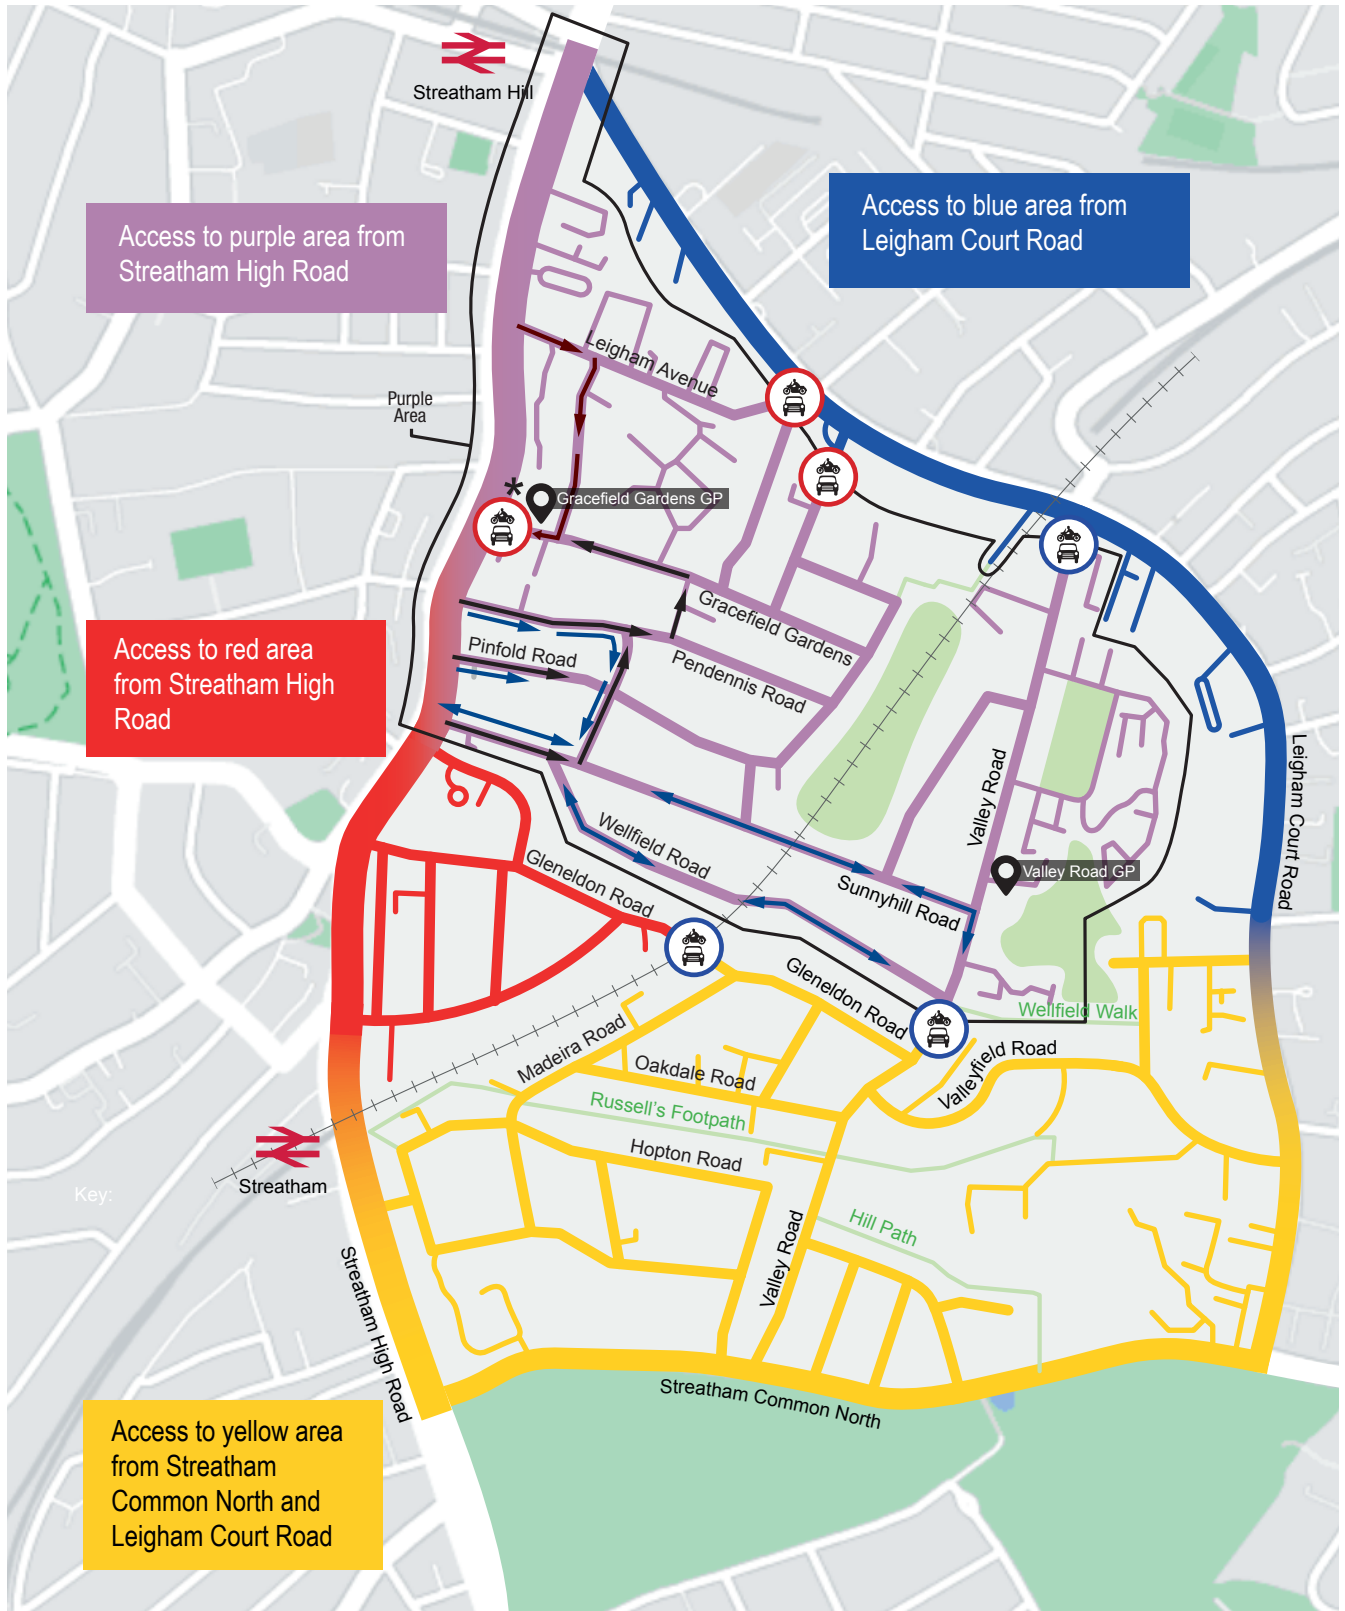 Streatham Hill
Access to purple area from
Streatham High Road
Access to blue area from
Leigham Court Road
Leigham Avenue
Purple
Area
*
Gracefield Gardens GP
Gracefield Gardens
Pinfold Road
Pendennis Road
Access to red area
from Streatham High
Road
Valley Road
Leigham Court Road
Wellfield Road
Gleneldon Road
Sunnyhill Road
Valley Road GP
Gleneldon Road
Wellfield Walk
Madeira Road
Oakdale Road
Valleyfield Road
Russell's Footpath
Hopton Road
Streatham
Key:
Hill Path
Valley Road
Streatham High Road
Streatham Common North
Access to yellow area
from Streatham
Common North and
Leigham Court Road